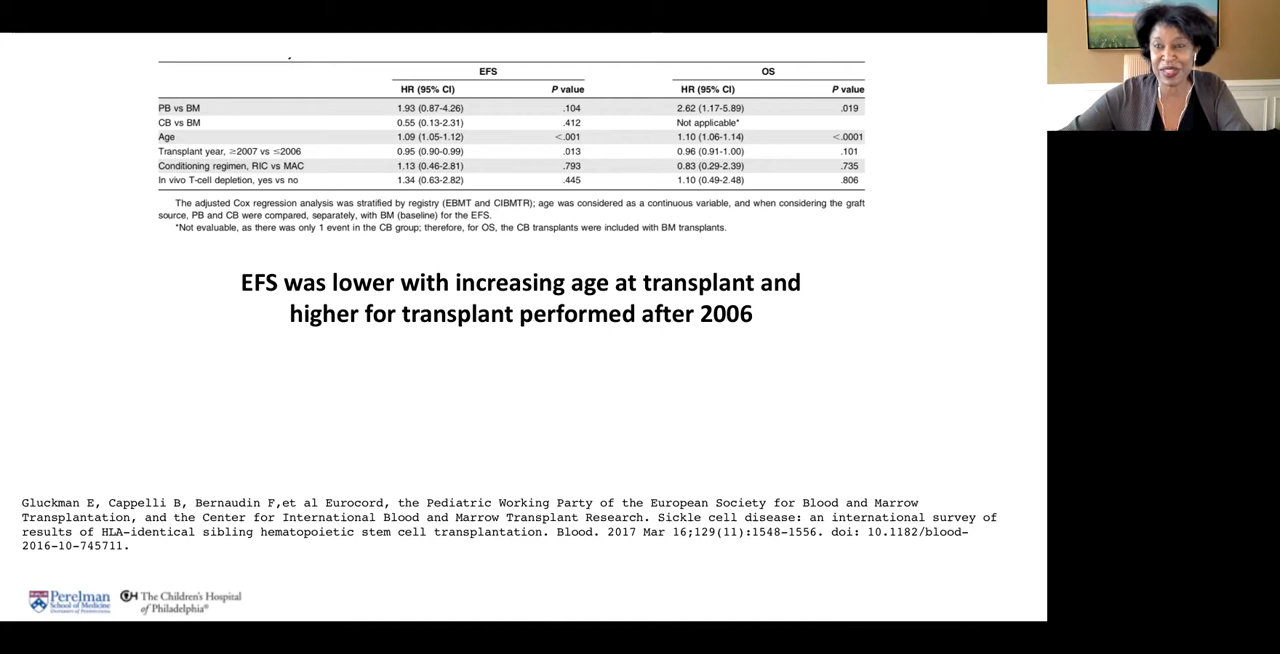 EFS OS
HR (95% CI) P value HR (95% CI) P value
PB vs BM 1.93 (0.87-4.26) .104 2.62 (1.17-5.89) .019
CB vs BM 0.55 (0.13-2.31) .412 Not applicable*
Age 1.09 (1.05-1.12) <.001 1.10 (1.06-1.14) <.0001
Transplant year, ≥2007 vs ≤2006 0.95 (0.90-0.99) .013 0.96 (0.91-1.00) .101
Conditioning regimen, RIC vs MAC 1.13 (0.46-2.81) .793 0.83 (0.29-2.39) .735
In vivo T-cell depletion, yes vs no 1.34 (0.63-2.82) .445 1.10 (0.49-2.48) .806
The adjusted Cox regression analysis was stratified by registry (EBMT and CIBMTR); age was considered as a continuous variable, and when considering the graft
source, PB and CB were compared, separately, with BM (baseline) for the EFS.
*Not evaluable, as there was only 1 event in the CB group; therefore, for OS, the CB transplants were included with BM transplants.
EFS was lower with increasing age at transplant and
higher for transplant performed after 2006
Gluckman E, Cappelli B, Bernaudin F,et al Eurocord, the Pediatric Working Party of the European Society for Blood and Marrow
Transplantation, and the Center for International Blood and Marrow Transplant Research. Sickle cell disease: an international survey of
results of HLA-identical sibling hematopoietic stem cell transplantation. Blood. 2017 Mar 16;129(11):1548-1556. doi: 10.1182/blood-
2016-10-745711.
Perelman
School of Medicine
University of Pennsylvania
CH The Children's Hospital
of Philadelphia®